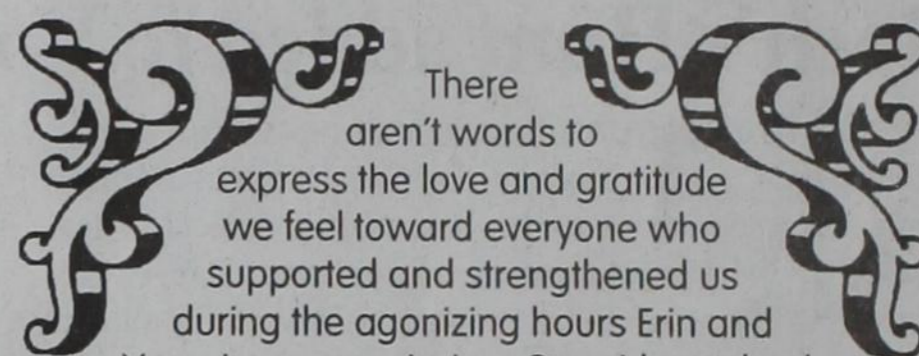 There
aren't words to
express the love and gratitude
we feel toward everyone who
supported and strengthened us
during the agonizing hours Erin and